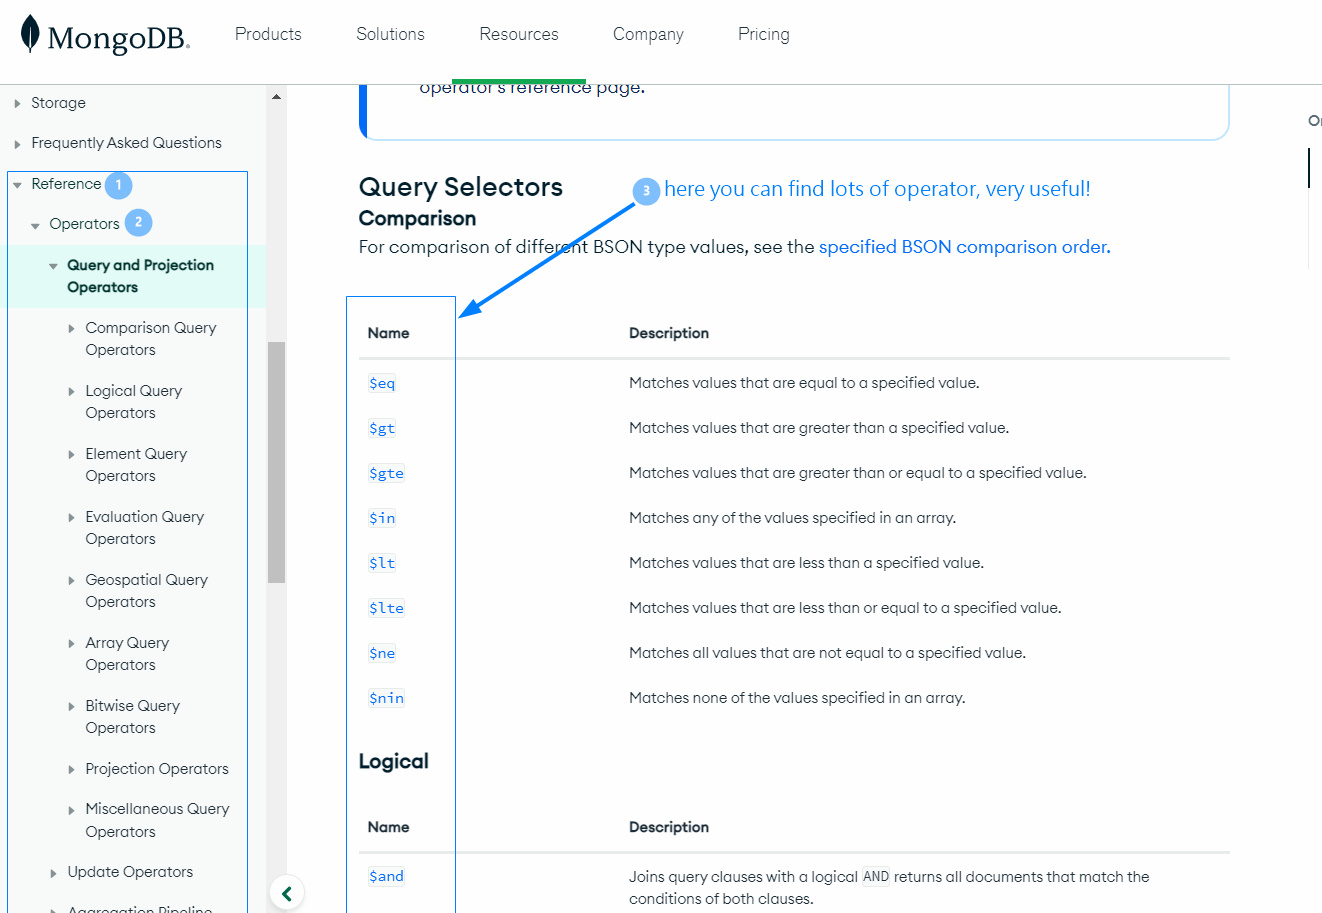 MongoDB.
Products
Solutions
Resources
Company
Pricing
Storage
Frequently Asked Questions
Reference 1
Operators 2
Query and Projection
Operators
Comparison Query
Operators
Logical Query
Operators
Element Query
Operators
Evaluation Query
Operators
Geospatial Query
Operators
Array Query
Operators
Bitwise Query
Operators
Projection Operators
Miscellaneous Query
Operators
Update Operators
Aggregation Pipeline
operator's reference page.
Query Selectors
3 here you can find lots of operator, very useful!
Comparison
For comparison of different BSON type values, see the specified BSON comparison order.
Name Description
$eq Matches values that are equal to a specified value.
$gt Matches values that are greater than a specified value.
$gte Matches values that are greater than or equal to a specified value.
$in Matches any of the values specified in an array.
$lt Matches values that are less than a specified value.
$lte Matches values that are less than or equal to a specified value.
$ne Matches all values that are not equal to a specified value.
$nin Matches none of the values specified in an array.
Logical
Name Description
$and Joins query clauses with a logical AND returns all documents that match the
conditions of both clauses.